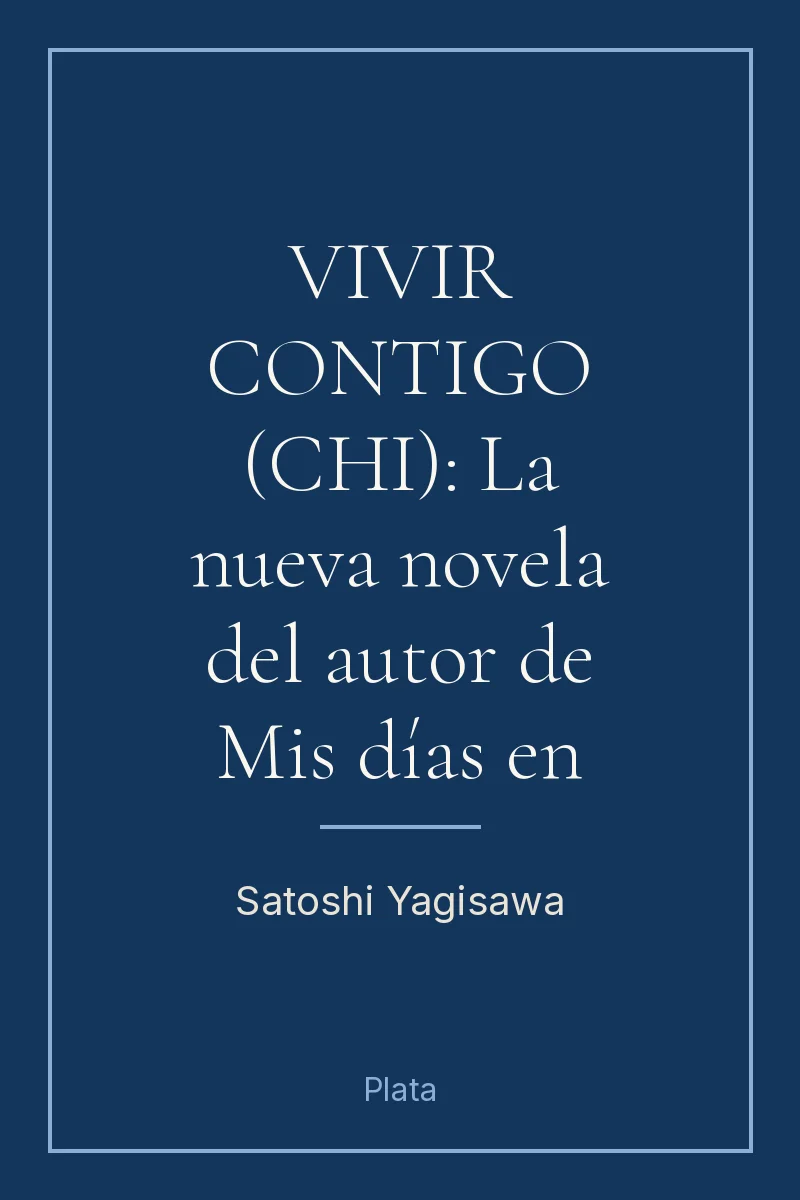 VIVIR
CONTIGO
(CHI): La
nueva novela
del autor de
Mis días en
Satoshi Yagisawa
Plata